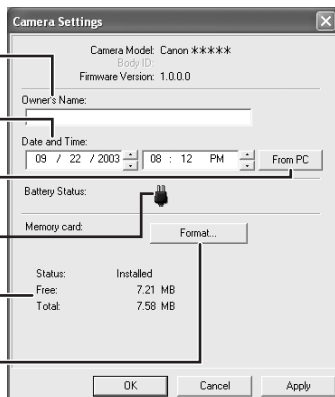 Camera Settings
Camera Model: Canon *****
Body ID:
Firmware Version: 1.0.0.0
Owner's Name:
Date and Time:
09 / 22 / 2003 08 : 12 PM From PC
Battery Status:
Memory card: Format...
Status: Installed
Free: 7.21 MB
Total: 7.58 MB
OK Cancel Apply